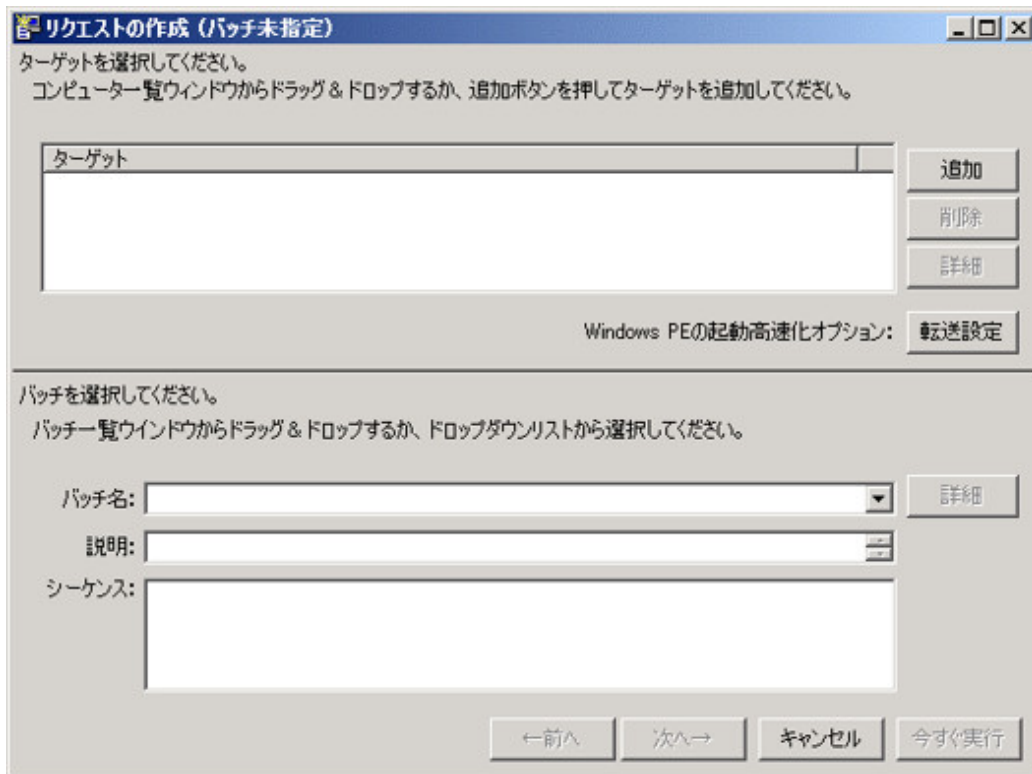 リクエストの作成（バッチ未指定）
ターゲットを選択してください。
コンピューター覧ウィンドウからドラッグ＆ドロップするか、追加ボタンを押してターゲットを追加してください。
ターゲット
追加
削除
詳細
Windows PEの起動高速化オプション：
転送設定
バッチを選択してください。
バッチ一覧ウインドウからドラッグ＆ドロップするか、ドロップダウンリストから選択してください。
バッチ名：
詳細
説明：
シーケンス：
←前へ
次へ→
キャンセル
今すぐ実行